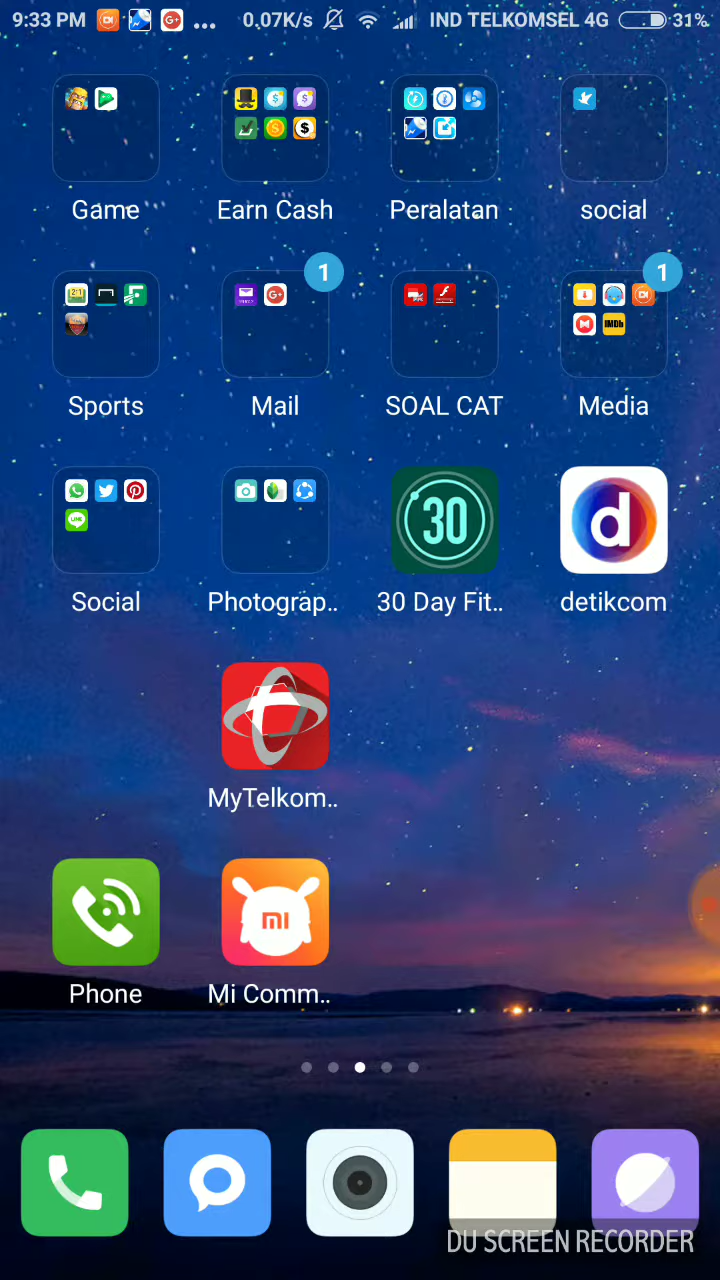 9:33 PM ... 0.07K/s IND TELKOMSEL 4G 31%
Game Earn Cash Peralatan social
1 1
Sports Mail SOAL CAT Media
30 d
Social Photograp.. 30 Day Fit.. detikcom
MyTelkom..
mi
Phone Mi Comm..
DU SCREEN RECORDER